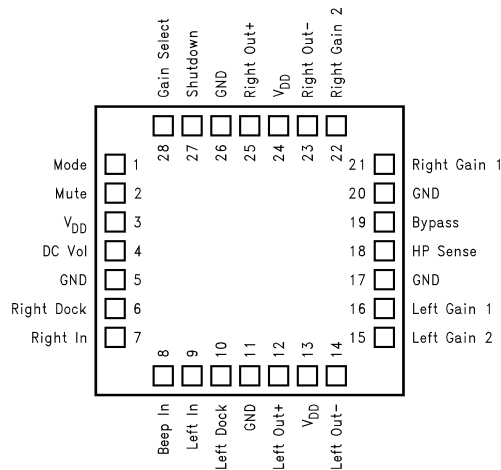 Gain Select
Shutdown
GND
Right Out+
VDD
Right Out-
Right Gain 2
28 27 26 25 24 23 22
Mode 1
Mute 2
VDD 3
DC Vol 4
GND 5
Right Dock 6
Right In 7
21 Right Gain 1
20 GND
19 Bypass
18 HP Sense
17 GND
16 Left Gain 1
15 Left Gain 2
8 9 10 11 12 13 14
Beep In
Left In
Left Dock
GND
Left Out+
VDD
Left Out-